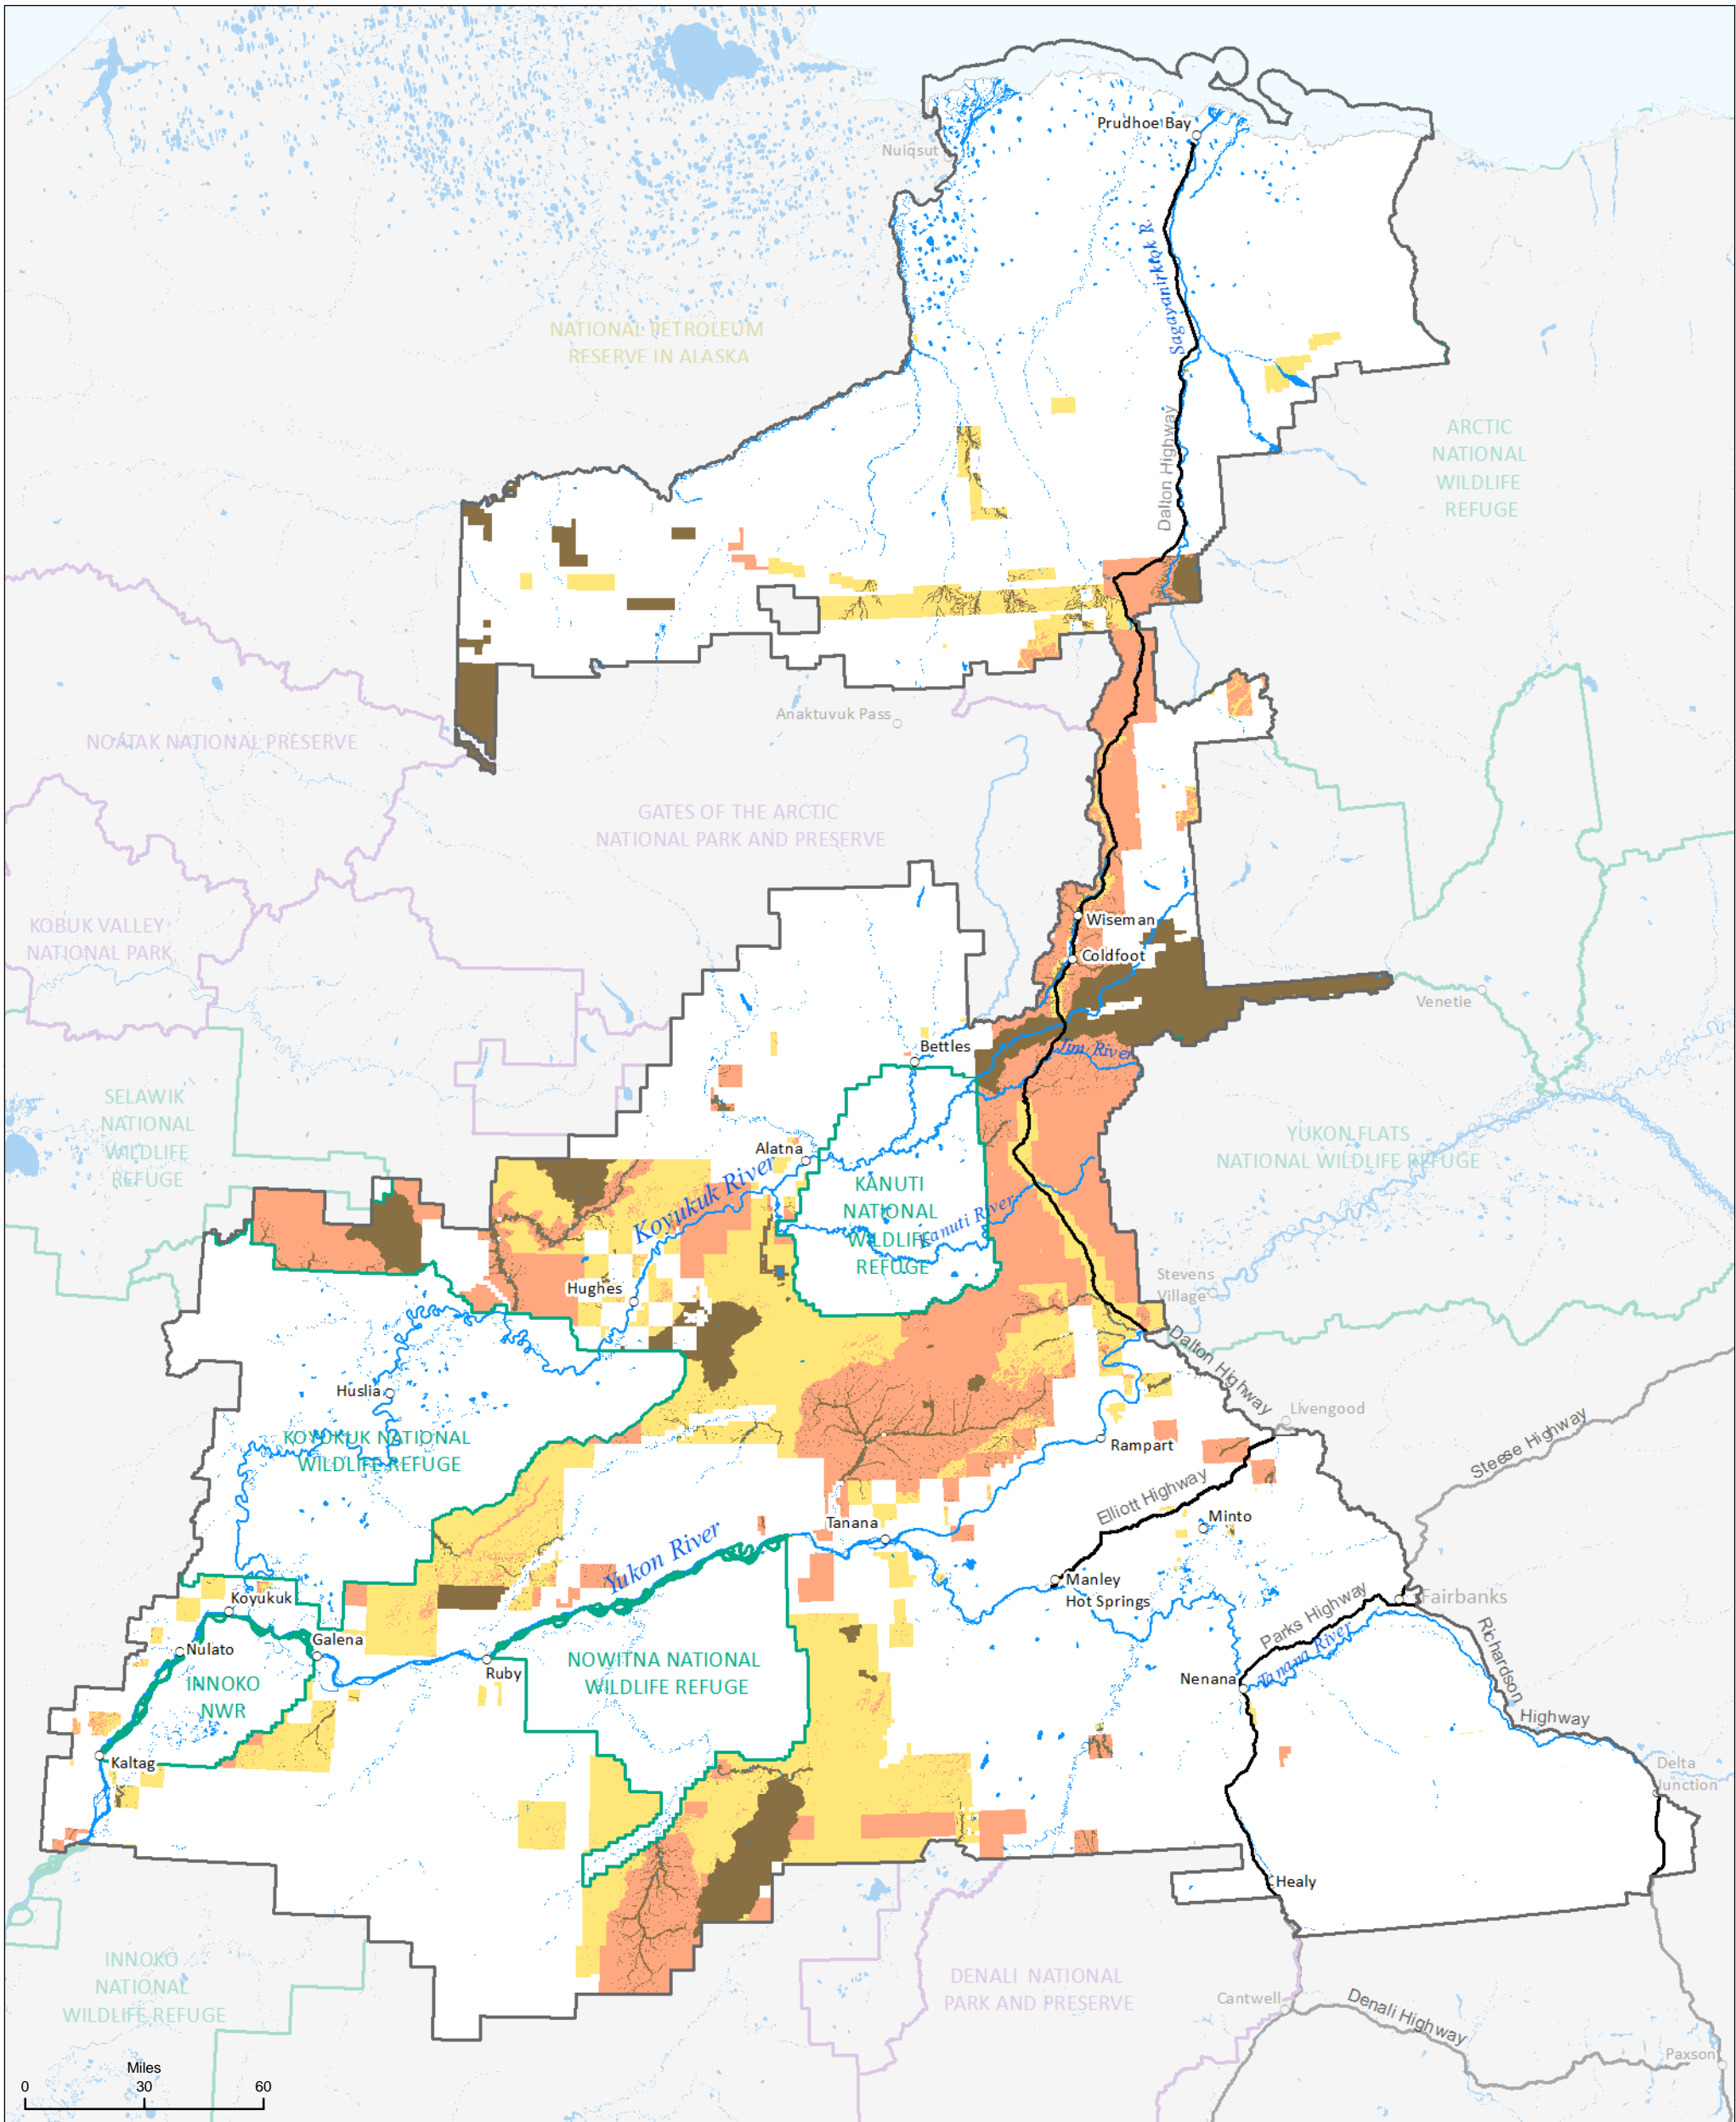 Prudhoe Bay
Nuiqsut
Sagavanirktok R.
NATIONAL PETROLEUM
RESERVE IN ALASKA
Dalton Highway
ARCTIC
NATIONAL
WILDLIFE
REFUGE
Anaktuvuk Pass
NOATAK NATIONAL PRESERVE
GATES OF THE ARCTIC
NATIONAL PARK AND PRESERVE
KOBUK VALLEY
NATIONAL PARK
Wiseman
Coldfoot
Venetie
Bettles
Jim River
SELAWIK
NATIONAL
WILDLIFE
REFUGE
YUKON FLATS
NATIONAL WILDLIFE REFUGE
Alatna
Koyukuk River
KANUTI
NATIONAL
WILDLIFE
REFUGE
Kanuti River
Hughes
Stevens
Village
Dalton Highway
Huslia
Livengood
KOYUKUK NATIONAL
WILDLIFE REFUGE
Rampart
Steese Highway
Elliott Highway
Minto
Tanana
Yukon River
Manley
Hot Springs
Koyukuk
Fairbanks
Parks Highway
Tanana River
Richardson
Highway
Nulato
Galena
Ruby
NOWITNA NATIONAL
WILDLIFE REFUGE
Nenana
INNOKO
NWR
Kaltag
Delta
Junction
Healy
INNOKO
NATIONAL
WILDLIFE REFUGE
DENALI NATIONAL
PARK AND PRESERVE
Cantwell
Denali Highway
Paxson
Miles
0 30 60